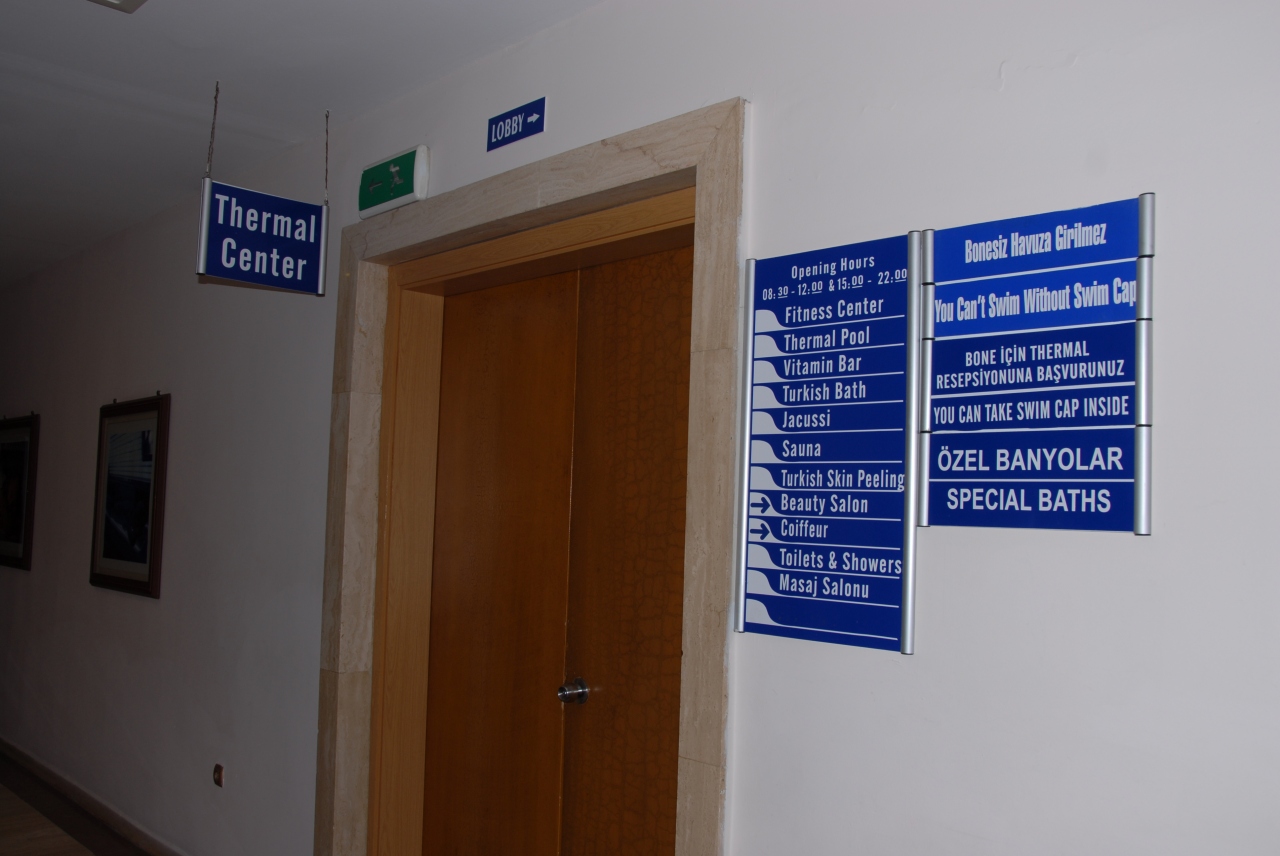 LOBBY
Thermal
Center
Opening Hours
08:30 - 12:00 & 15:00 - 22:00
Fitness Center
Thermal Pool
Vitamin Bar
Turkish Bath
Jacussi
Sauna
Turkish Skin Peeling
Beauty Salon
Coiffeur
Toilets & Showers
Masaj Salonu
Bonesiz Havuza Girilmez
You Can't Swim Without Swim Cap
BONE İÇİN THERMAL
RESEPSİYONUNA BAŞVURUNUZ
YOU CAN TAKE SWIM CAP INSIDE
ÖZEL BANYOLAR
SPECIAL BATHS